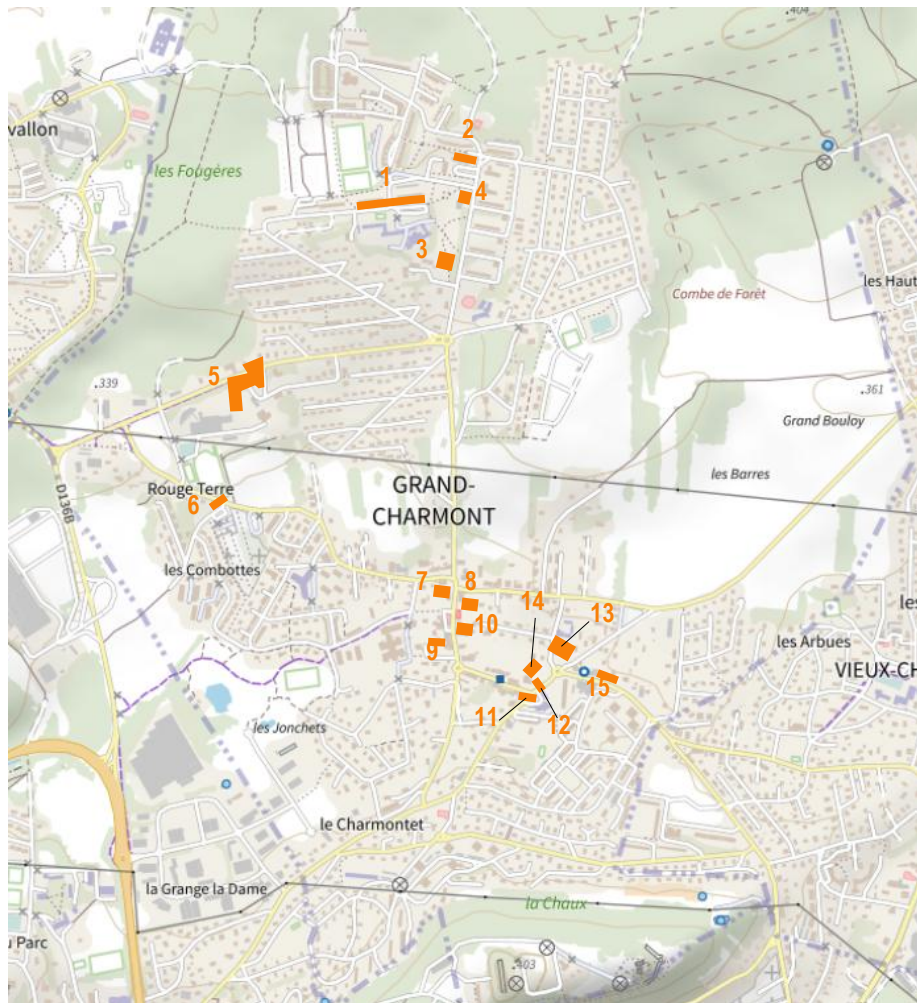 .404
vallon
2
les Fougères
1
4
3
les Haut
Combe de Forêt
5
.339
.361
Grand Bouloy
les Barres
GRAND-
CHARMONT
Rouge Terre
D136B
6
les Combottes
7
8
14
13
10
9
les Arbues
VIEUX-CH
15
11
12
les Jonchets
le Charmontet
la Grange la Dame
la Chaux
Parc
.403